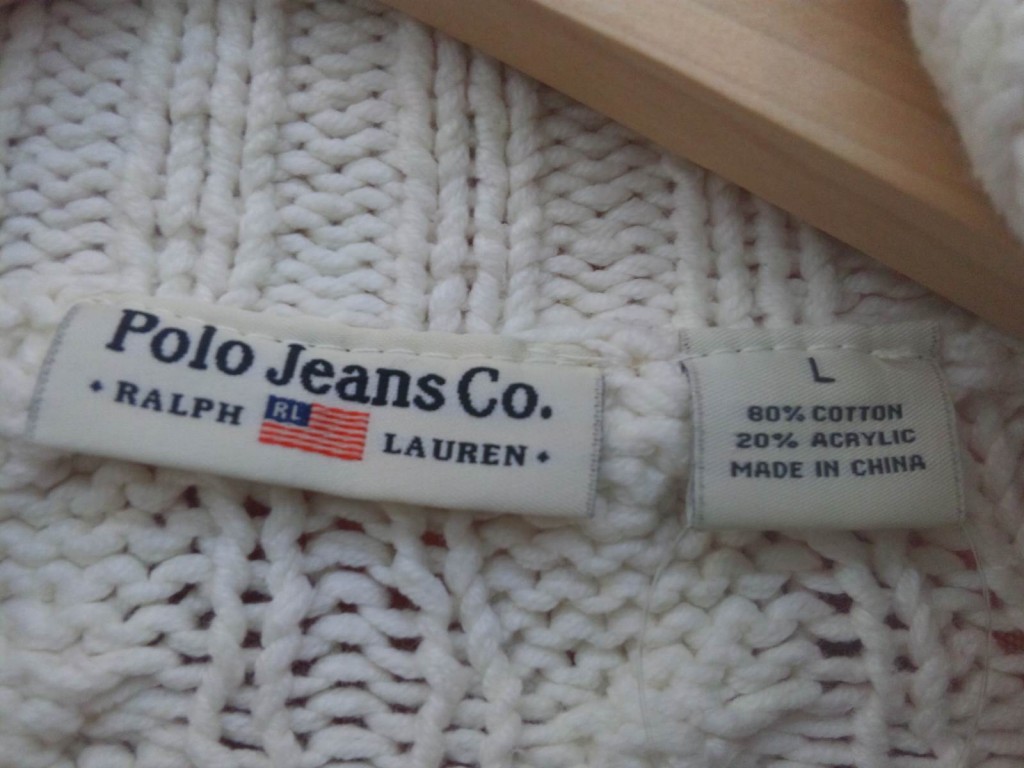 Polo Jeans Co.
RALPH RL LAUREN
L
80% COTTON
20% ACRYLIC
MADE IN CHINA